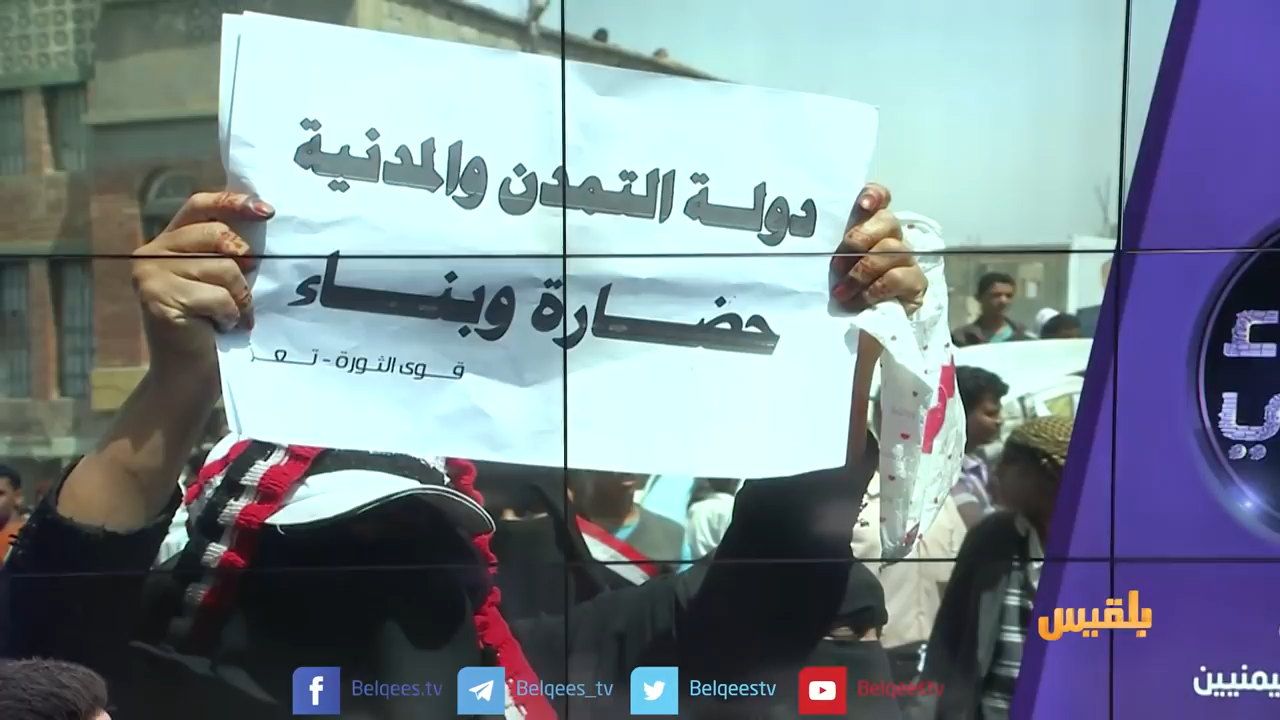 دولة التمدن والمدنية
حضارة وبناء
قوى الثورة - تعز
بلقيس
Belqees.tv
Belqees_tv
Belqeestv
Belqeestv